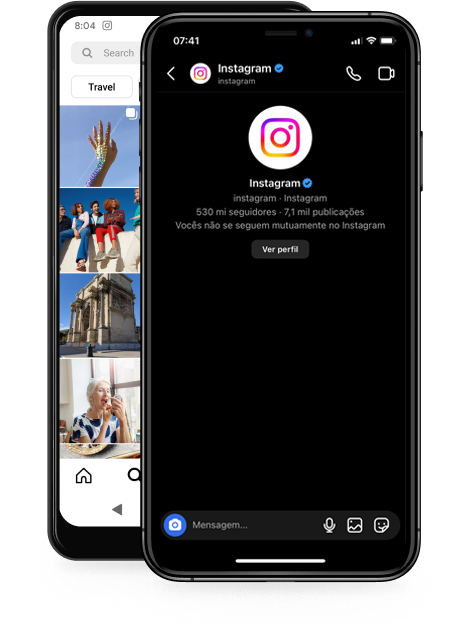 8:04
Search
Travel
07:41
Instagram
instagram
Instagram
instagram · Instagram
530 mi seguidores · 7,1 mil publicações
Vocês não se seguem mutuamente no Instagram
Ver perfil
Mensagem...